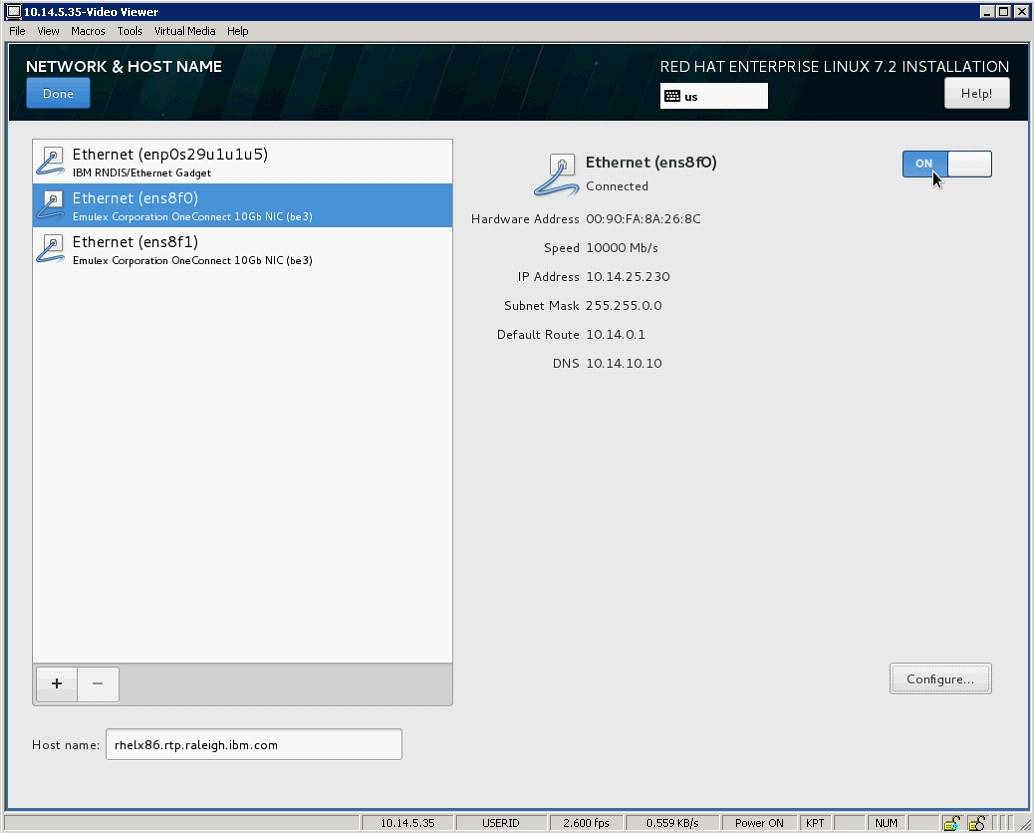 10.14.5.35-Video Viewer
File View Macros Tools Virtual Media Help
NETWORK & HOST NAME
RED HAT ENTERPRISE LINUX 7.2 INSTALLATION
Done
us
Help!
Ethernet (enp0s29u1u1u5)
IBM RNDIS/Ethernet Gadget
Ethernet (ens8f0)
Emulex Corporation OneConnect 10Gb NIC (be3)
Ethernet (ens8f1)
Emulex Corporation OneConnect 10Gb NIC (be3)
Ethernet (ens8f0)
Connected
ON
Hardware Address 00:90:FA:8A:26:8C
Speed 10000 Mb/s
IP Address 10.14.25.230
Subnet Mask 255.255.0.0
Default Route 10.14.0.1
DNS 10.14.10.10
+ −
Configure...
Host name: rhelx86.rtp.raleigh.ibm.com
10.14.5.35 USERID 2.600 fps 0.559 KB/s Power ON KPT NUM